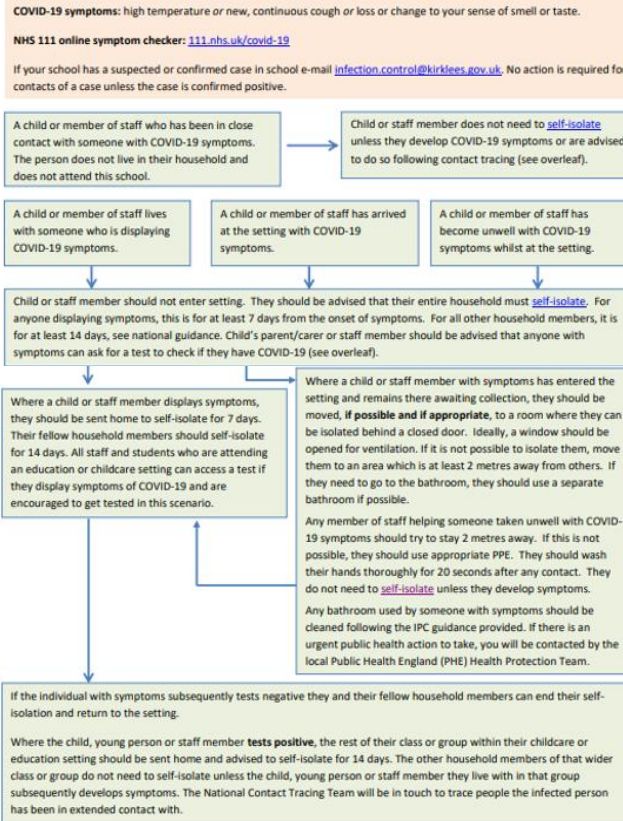 COVID-19 symptoms: high temperature or new, continuous cough or loss or change to your sense of smell or taste.
NHS 111 online symptom checker: 111.nhs.uk/covid-19
If your school has a suspected or confirmed case in school e-mail infection.control@kirklees.gov.uk. No action is required for
contacts of a case unless the case is confirmed positive.
A child or member of staff who has been in close
contact with someone with COVID-19 symptoms.
The person does not live in their household and
does not attend this school.
Child or staff member does not need to self-isolate
unless they develop COVID-19 symptoms or are advised
to do so following contact tracing (see overleaf).
A child or member of staff lives
with someone who is displaying
COVID-19 symptoms.
A child or member of staff has arrived
at the setting with COVID-19
symptoms.
A child or member of staff has
become unwell with COVID-19
symptoms whilst at the setting.
Child or staff member should not enter setting. They should be advised that their entire household must self-isolate. For
anyone displaying symptoms, this is for at least 7 days from the onset of symptoms. For all other household members, it is
for at least 14 days, see national guidance. Child's parent/carer or staff member should be advised that anyone with
symptoms can ask for a test to check if they have COVID-19 (see overleaf).
Where a child or staff member displays symptoms,
they should be sent home to self-isolate for 7 days.
Their fellow household members should self-isolate
for 14 days. All staff and students who are attending
an education or childcare setting can access a test if
they display symptoms of COVID-19 and are
encouraged to get tested in this scenario.
Where a child or staff member with symptoms has entered the
setting and remains there awaiting collection, they should be
moved, if possible and if appropriate, to a room where they can
be isolated behind a closed door. Ideally, a window should be
opened for ventilation. If it is not possible to isolate them, move
them to an area which is at least 2 metres away from others. If
they need to go to the bathroom, they should use a separate
bathroom if possible.
Any member of staff helping someone taken unwell with COVID-
19 symptoms should try to stay 2 metres away. If this is not
possible, they should use appropriate PPE. They should wash
their hands thoroughly for 20 seconds after any contact. They
do not need to self-isolate unless they develop symptoms.
Any bathroom used by someone with symptoms should be
cleaned following the IPC guidance provided. If there is an
urgent public health action to take, you will be contacted by the
local Public Health England (PHE) Health Protection Team.
If the individual with symptoms subsequently tests negative they and their fellow household members can end their self-
isolation and return to the setting.
Where the child, young person or staff member tests positive, the rest of their class or group within their childcare or
education setting should be sent home and advised to self-isolate for 14 days. The other household members of that wider
class or group do not need to self-isolate unless the child, young person or staff member they live with in that group
subsequently develops symptoms. The National Contact Tracing Team will be in touch to trace people the infected person
has been in extended contact with.